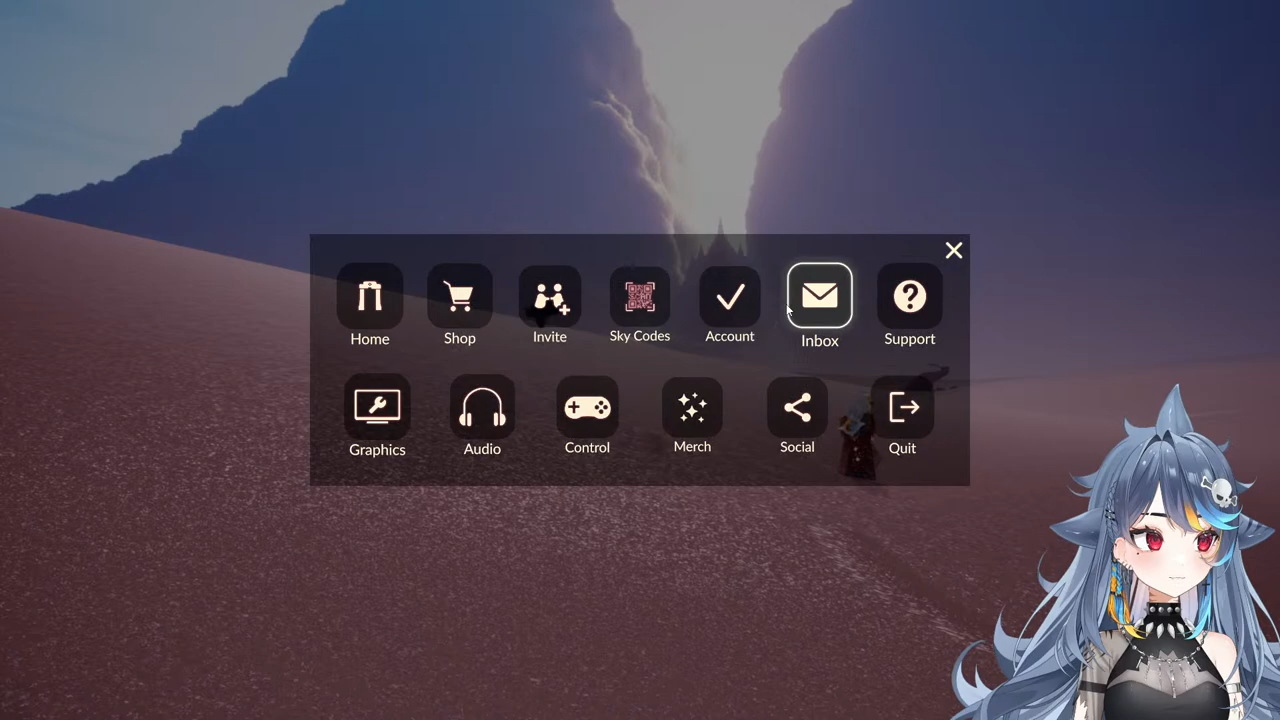 Home
Shop
Invite
Sky Codes
Account
Inbox
Support
Graphics
Audio
Control
Merch
Social
Quit